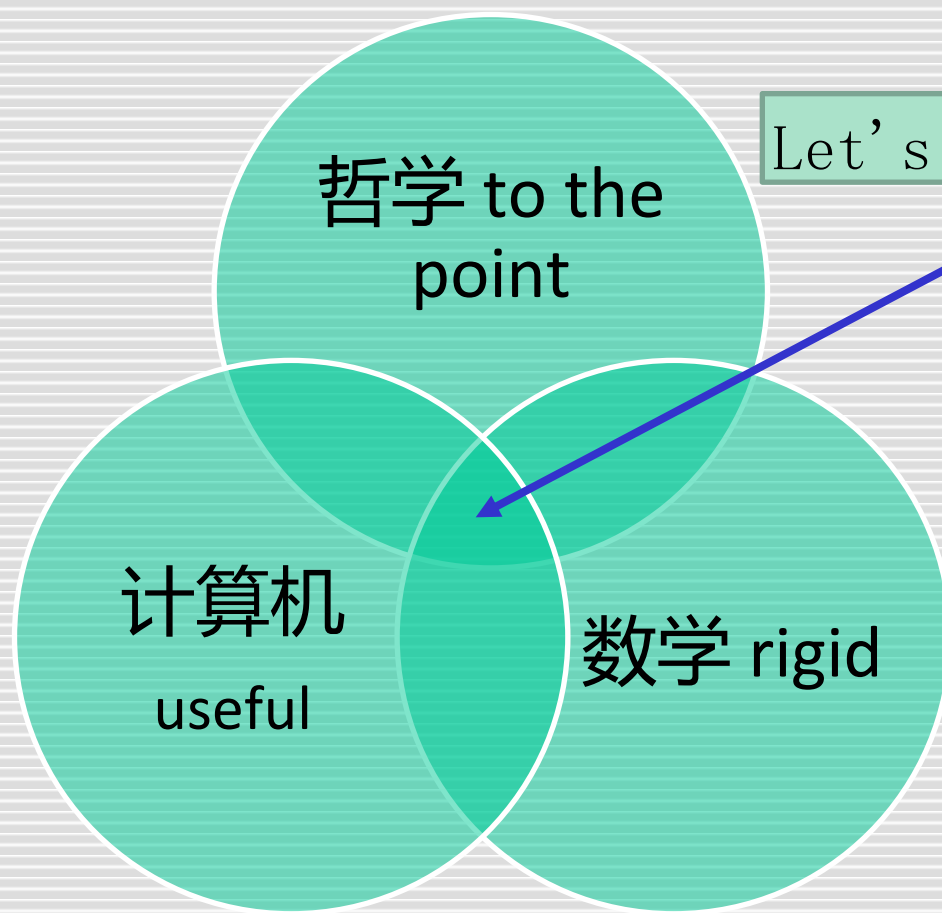 哲学 to the
point
Let's
计算机
useful
数学 rigid